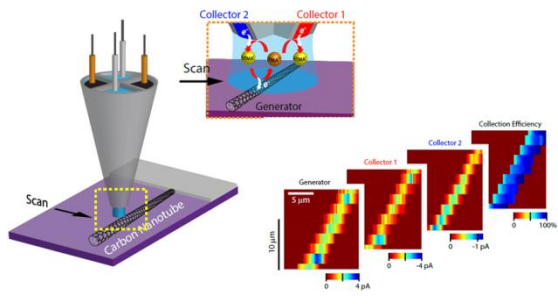 Collector 2
Collector 1
Scan
Generator
Scan
Carbon Nanotube
Generator
Collector 1
Collector 2
Collection Efficiency
5 µm
10 µm
0 4 pA
0 -4 pA
0 -1 pA
0 100%